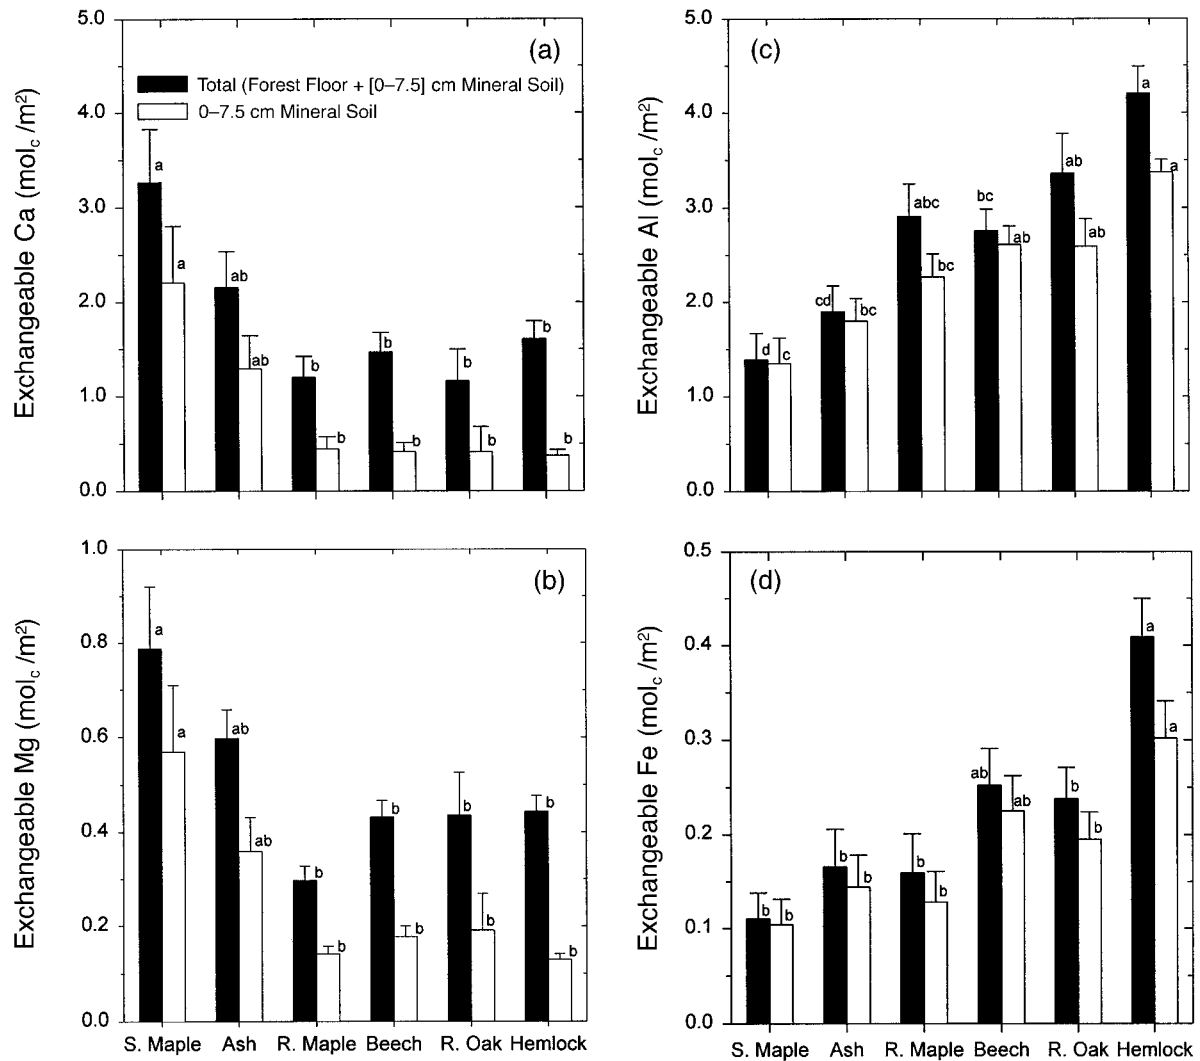 5.0
4.0
3.0
2.0
1.0
0.0
Exchangeable Ca (molc /m2)
(a)
Total (Forest Floor + [0–7.5] cm Mineral Soil)
0–7.5 cm Mineral Soil
a
a
ab
ab
b
b
b
b
b
b
b
b
5.0
4.0
3.0
2.0
1.0
0.0
Exchangeable Al (molc /m2)
(c)
d
c
cd
bc
abc
bc
bc
ab
ab
ab
a
a
1.0
0.8
0.6
0.4
0.2
0.0
Exchangeable Mg (molc /m2)
(b)
a
a
ab
ab
b
b
b
b
b
b
b
b
S. Maple Ash R. Maple Beech R. Oak Hemlock
0.5
0.4
0.3
0.2
0.1
0.0
Exchangeable Fe (molc /m2)
(d)
b
b
b
b
b
b
ab
ab
b
b
a
a
S. Maple Ash R. Maple Beech R. Oak Hemlock